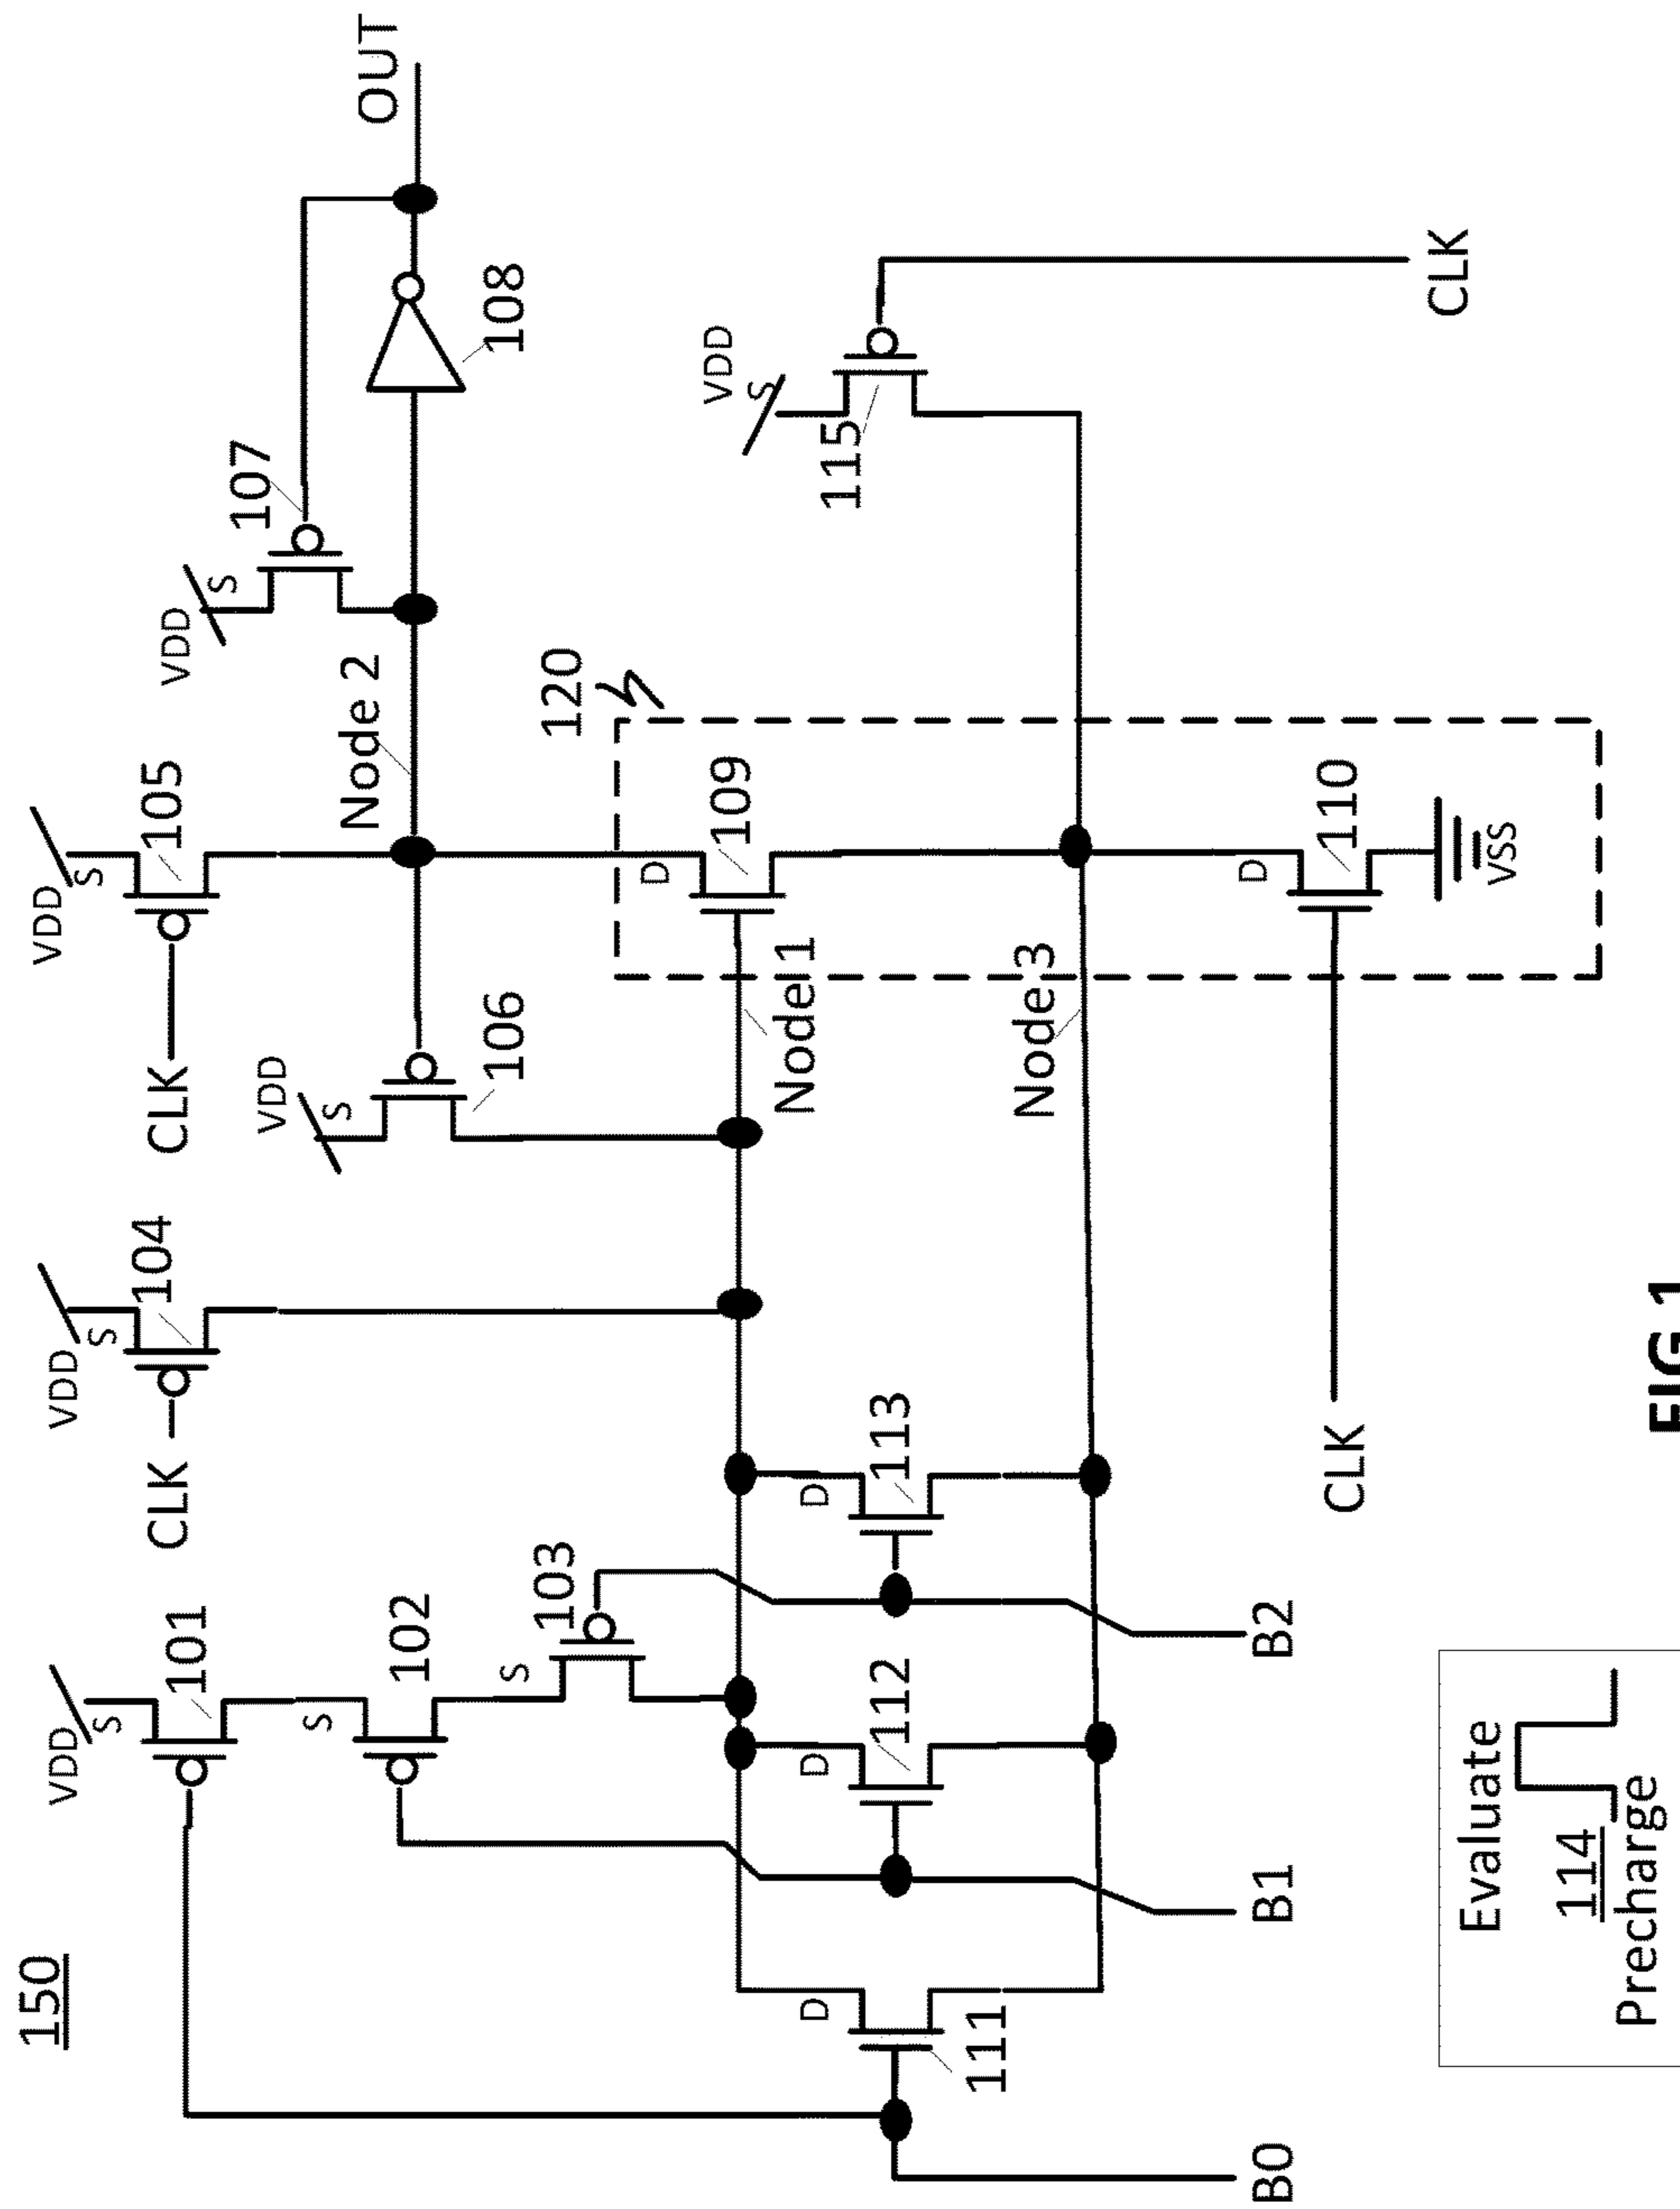 150
VDD
S
101
S
102
S
103
CLK
VDD
S
104
VDD
S
106
CLK
VDD
S
105
Node 2
VDD
S
107
108
OUT
120
D
109
Node 1
Node 3
D
110
VSS
VDD
S
115
CLK
D
111
D
112
D
113
B0
B1
B2
CLK
Evaluate
114
Precharge
FIG 1